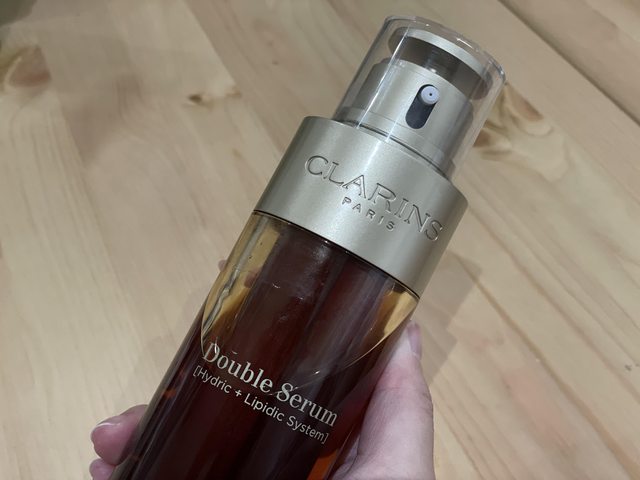 CLARINS
PARIS
Double Serum
[Hydric + Lipidic System]